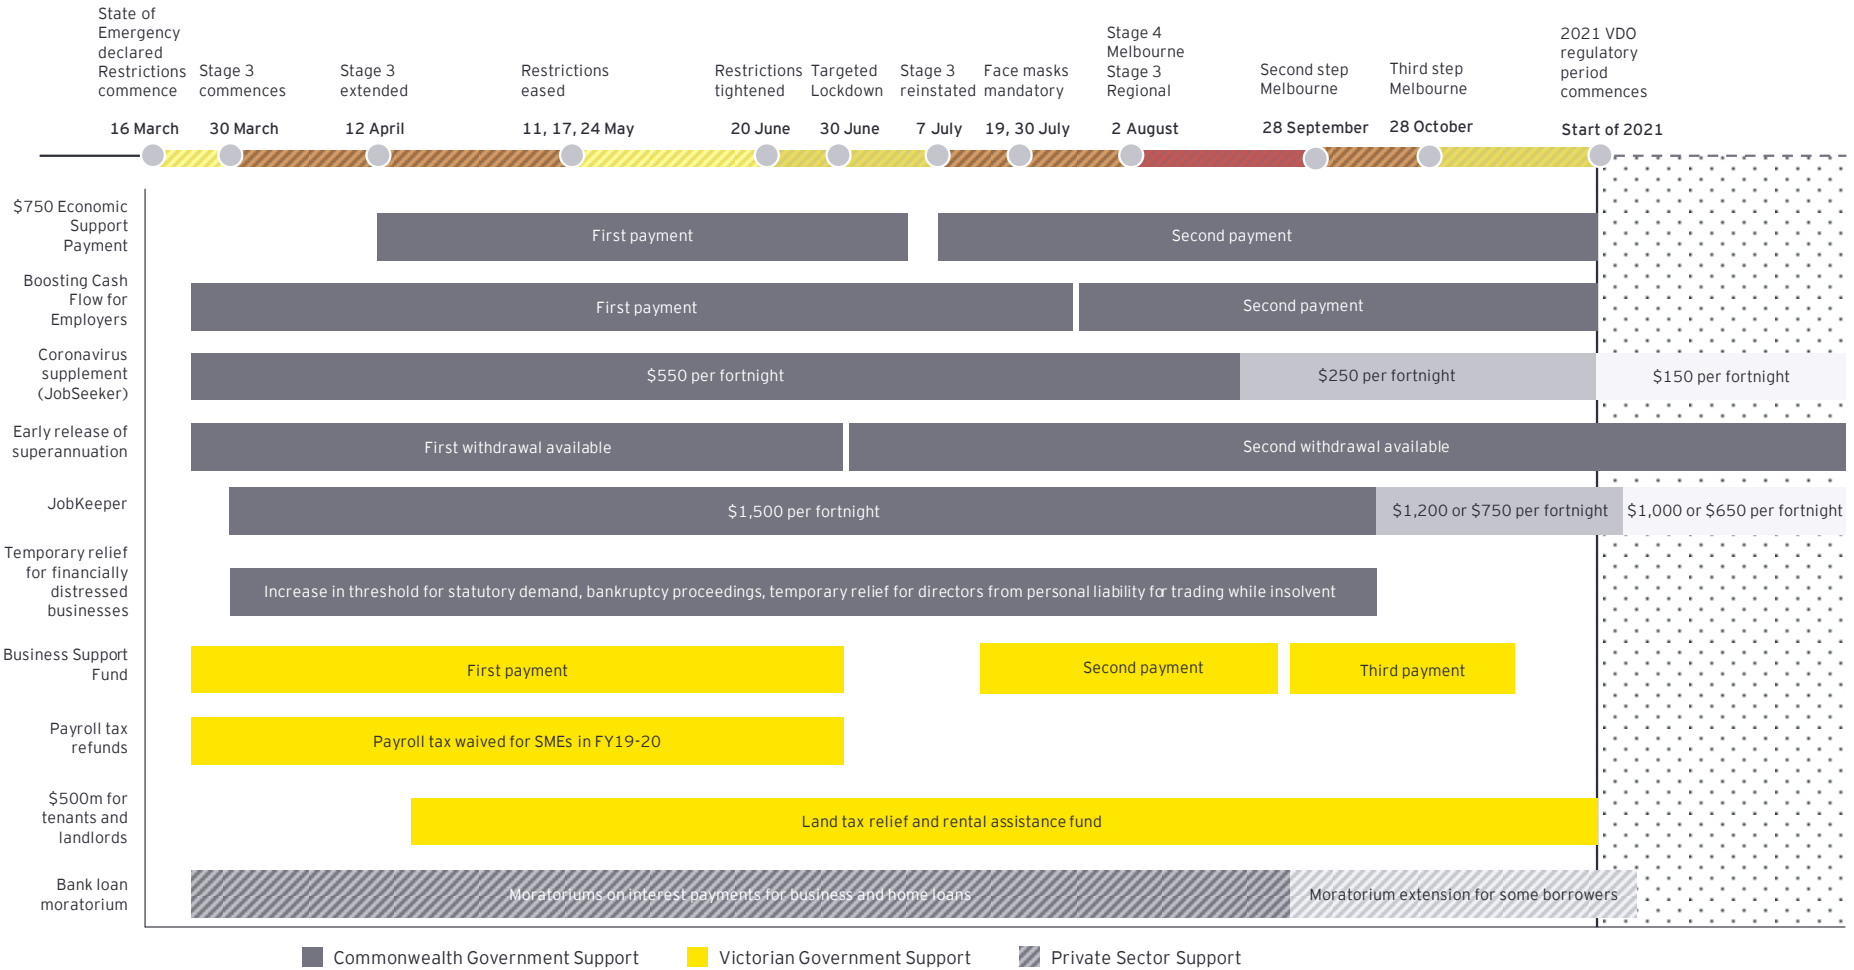 State of
Emergency
declared
Restrictions
commence
16 March
Stage 3
commences
30 March
Stage 3
extended
12 April
Restrictions
eased
11, 17, 24 May
Restrictions
tightened
20 June
Targeted
Lockdown
30 June
Stage 3
reinstated
7 July
Face masks
mandatory
19, 30 July
Stage 4
Melbourne
Stage 3
Regional
2 August
Second step
Melbourne
28 September
Third step
Melbourne
28 October
2021 VDO
regulatory
period
commences
Start of 2021
$750 Economic
Support
Payment
First payment
Second payment
Boosting Cash
Flow for
Employers
First payment
Second payment
Coronavirus
supplement
(JobSeeker)
$550 per fortnight
$250 per fortnight
$150 per fortnight
Early release of
superannuation
First withdrawal available
Second withdrawal available
JobKeeper
$1,500 per fortnight
$1,200 or $750 per fortnight
$1,000 or $650 per fortnight
Temporary relief
for financially
distressed
businesses
Increase in threshold for statutory demand, bankruptcy proceedings, temporary relief for directors from personal liability for trading while insolvent
Business Support
Fund
First payment
Second payment
Third payment
Payroll tax
refunds
Payroll tax waived for SMEs in FY19-20
$500m for
tenants and
landlords
Land tax relief and rental assistance fund
Bank loan
moratorium
Moratoriums on interest payments for business and home loans
Moratorium extension for some borrowers
Commonwealth Government Support
Victorian Government Support
Private Sector Support